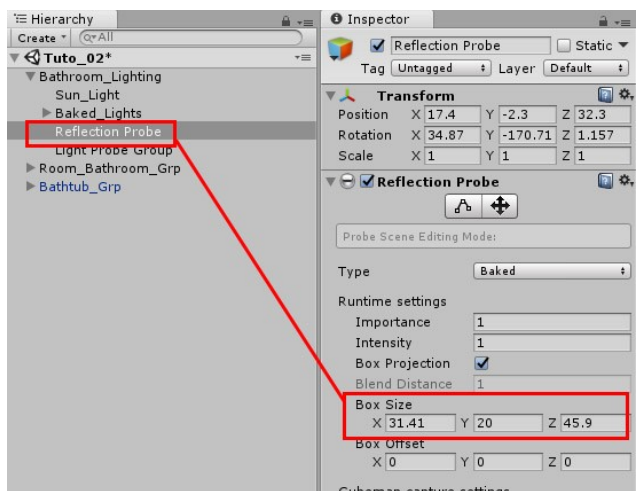 Hierarchy
Create
All
Tuto_02*
Bathroom_Lighting
Sun_Light
Baked_Lights
Reflection Probe
Light Probe Group
Room_Bathroom_Grp
Bathtub_Grp
Inspector
Reflection Probe Static
Tag Untagged Layer Default
Transform
Position X 17.4 Y -2.3 Z 32.3
Rotation X 34.87 Y -170.71 Z 1.157
Scale X 1 Y 1 Z 1
Reflection Probe
Probe Scene Editing Mode:
Type Baked
Runtime settings
Importance 1
Intensity 1
Box Projection
Blend Distance 1
Box Size
X 31.41 Y 20 Z 45.9
Box Offset
X 0 Y 0 Z 0
Cubemap capture settings